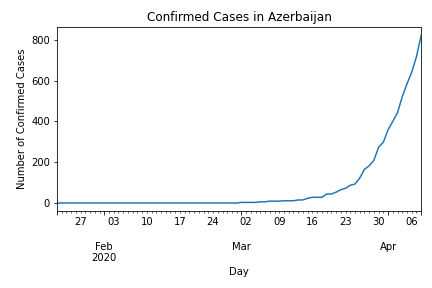 Confirmed Cases in Azerbaijan
Number of Confirmed Cases
800
600
400
200
0
27 03 10 17 24 02 09 16 23 30 06
Feb Mar Apr
2020
Day